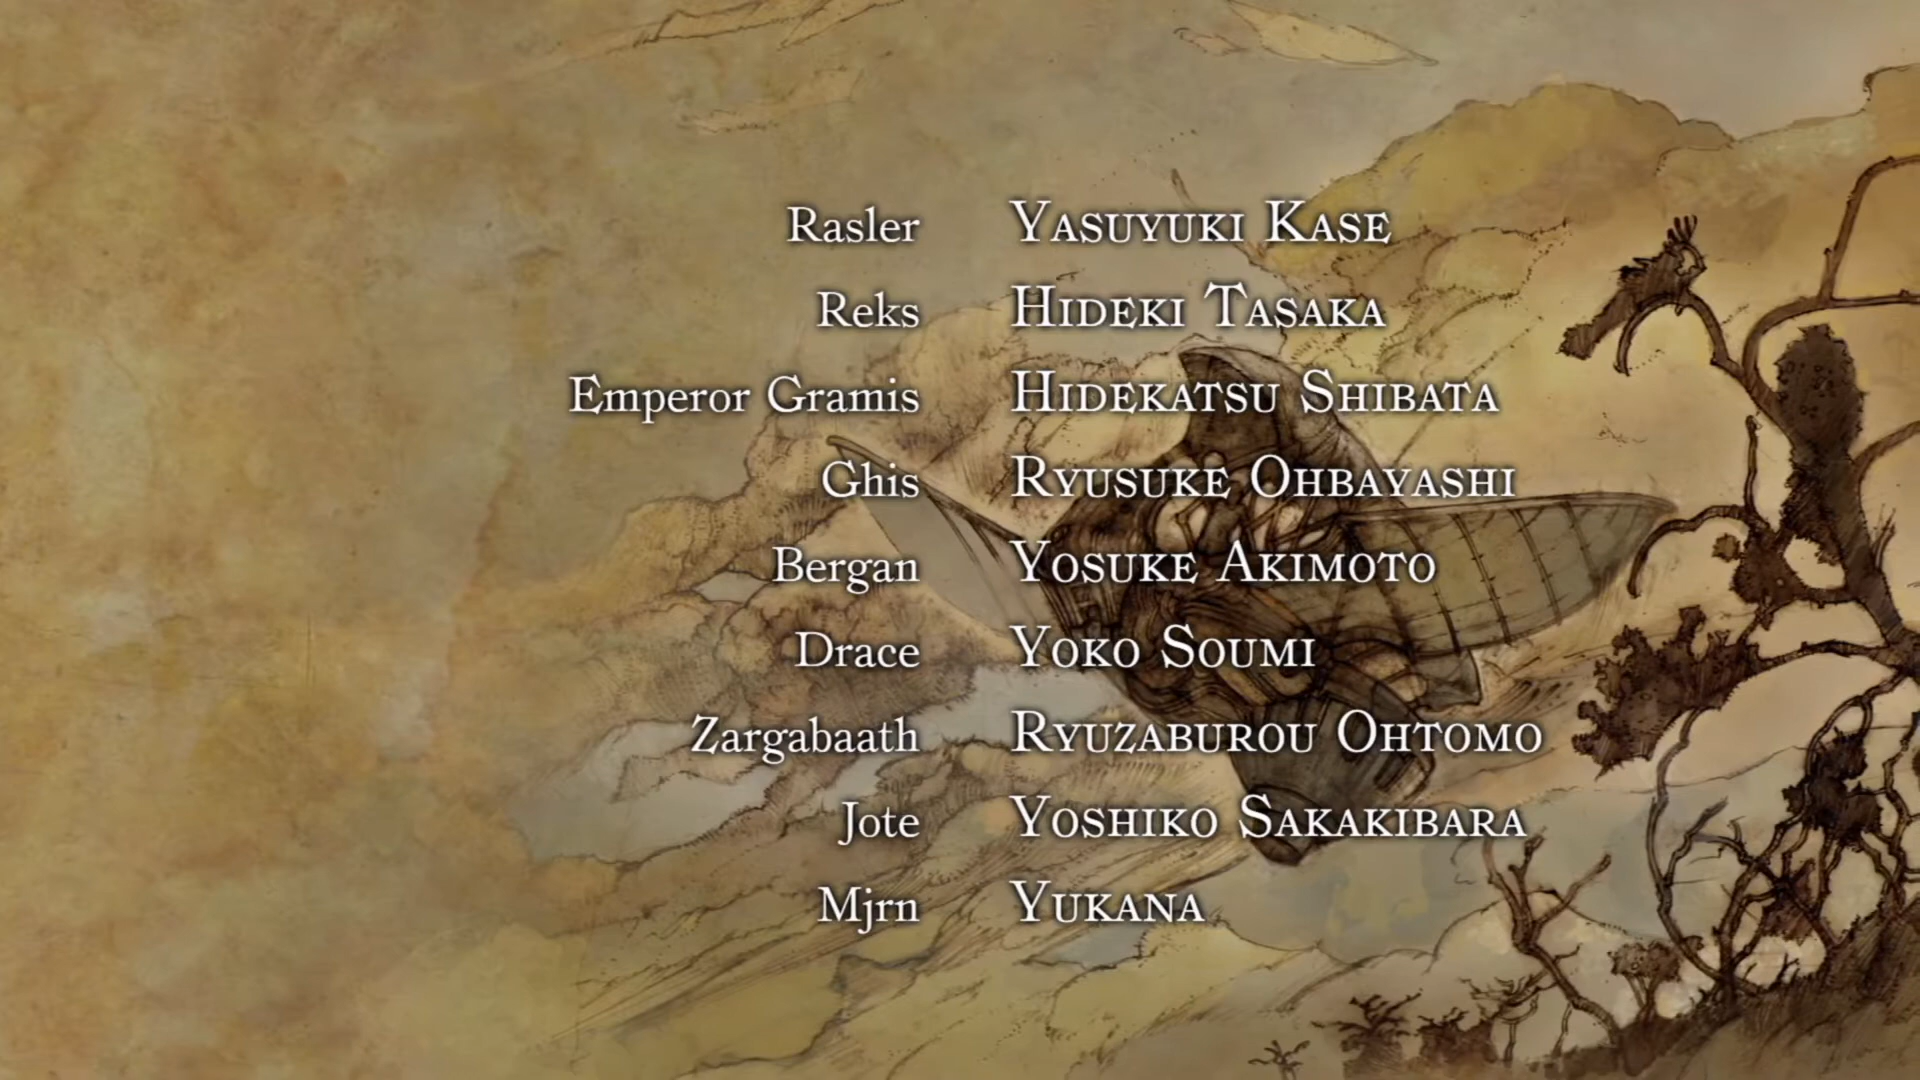 Rasler YASUYUKI KASE
Reks HIDEKI TASAKA
Emperor Gramis HIDEKATSU SHIBATA
Ghis RYUSUKE OHBAYASHI
Bergan YOSUKE AKIMOTO
Drace YOKO SOUMI
Zargabaath RYUZABUROU OHTOMO
Jote YOSHIKO SAKAKIBARA
Mjrn YUKANA